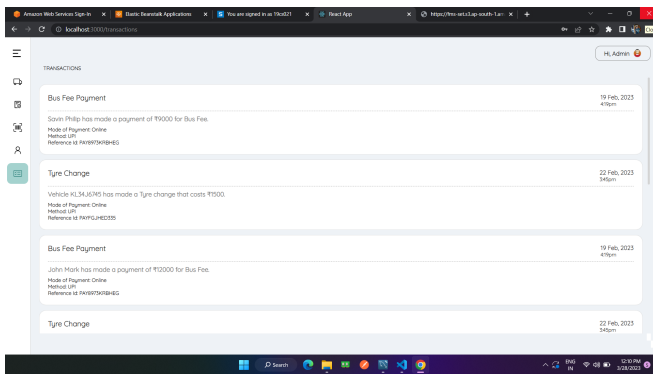 Amazon Web Services Sign-In
Elastic Beanstalk Applications
You are signed in as 19cs021
React App
https://fms-set.s3.ap-south-1.am
localhost:3000/transactions
Hi, Admin
TRANSACTIONS
Bus Fee Payment
19 Feb, 2023
4:19pm
Savin Philip has made a payment of ₹9000 for Bus Fee.
Mode of Payment: Online
Method: UPI
Reference Id: PAY8973KRBHEG
Tyre Change
22 Feb, 2023
3:45pm
Vehicle KL34J6745 has made a Tyre change that costs ₹1500.
Mode of Payment: Online
Method: UPI
Reference Id: PAYFGJHED335
Bus Fee Payment
19 Feb, 2023
4:19pm
John Mark has made a payment of ₹12000 for Bus Fee.
Mode of Payment: Online
Method: UPI
Reference Id: PAY8973KRBHEG
Tyre Change
22 Feb, 2023
3:45pm
Search
ENG
IN
12:10 PM
3/28/2023